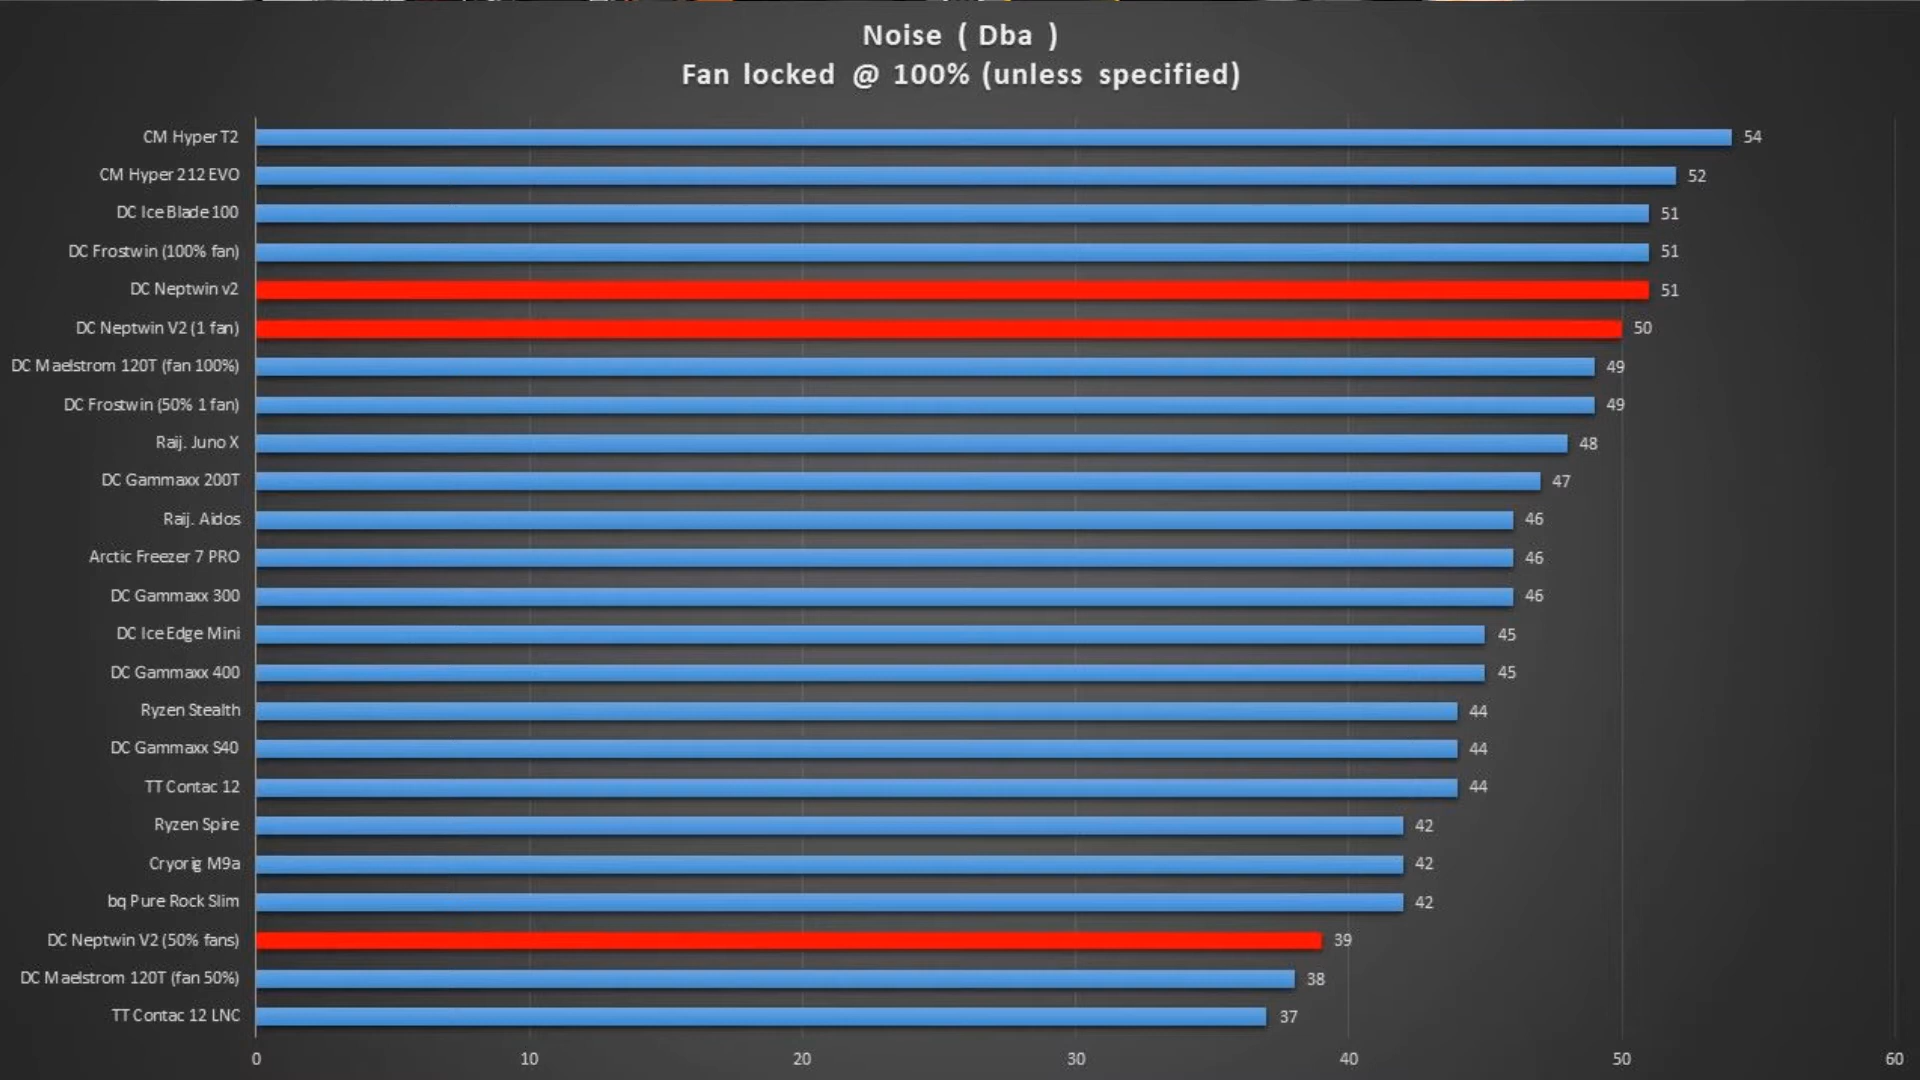 Noise ( Dba )
Fan locked @ 100% (unless specified)
CM Hyper T2 54
CM Hyper 212 EVO 52
DC Ice Blade 100 51
DC Frostwin (100% fan) 51
DC Neptwin v2 51
DC Neptwin V2 (1 fan) 50
DC Maelstrom 120T (fan 100%) 49
DC Frostwin (50% 1 fan) 49
Raij. Juno X 48
DC Gammaxx 200T 47
Raij. Aidos 46
Arctic Freezer 7 PRO 46
DC Gammaxx 300 46
DC Ice Edge Mini 45
DC Gammaxx 400 45
Ryzen Stealth 44
DC Gammaxx S40 44
TT Contac 12 44
Ryzen Spire 42
Cryorig M9a 42
bq Pure Rock Slim 42
DC Neptwin V2 (50% fans) 39
DC Maelstrom 120T (fan 50%) 38
TT Contac 12 LNC 37
0 10 20 30 40 50 60